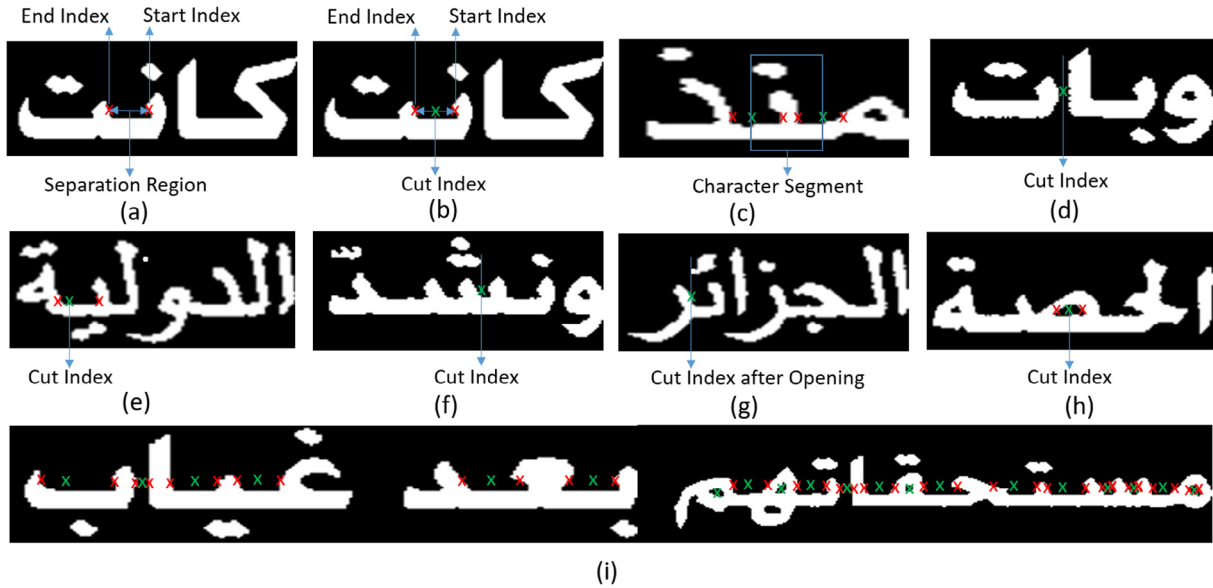 End Index Start Index
End Index Start Index
كانت
كانت
منذ
وبات
Separation Region
Cut Index
Character Segment
Cut Index
(a)
(b)
(c)
(d)
الدولية
الجزائر
الحصة
Cut Index
Cut Index
Cut Index after Opening
Cut Index
(e)
(f)
(g)
(h)
غياب
بعد
مستحقاتهم
(i)